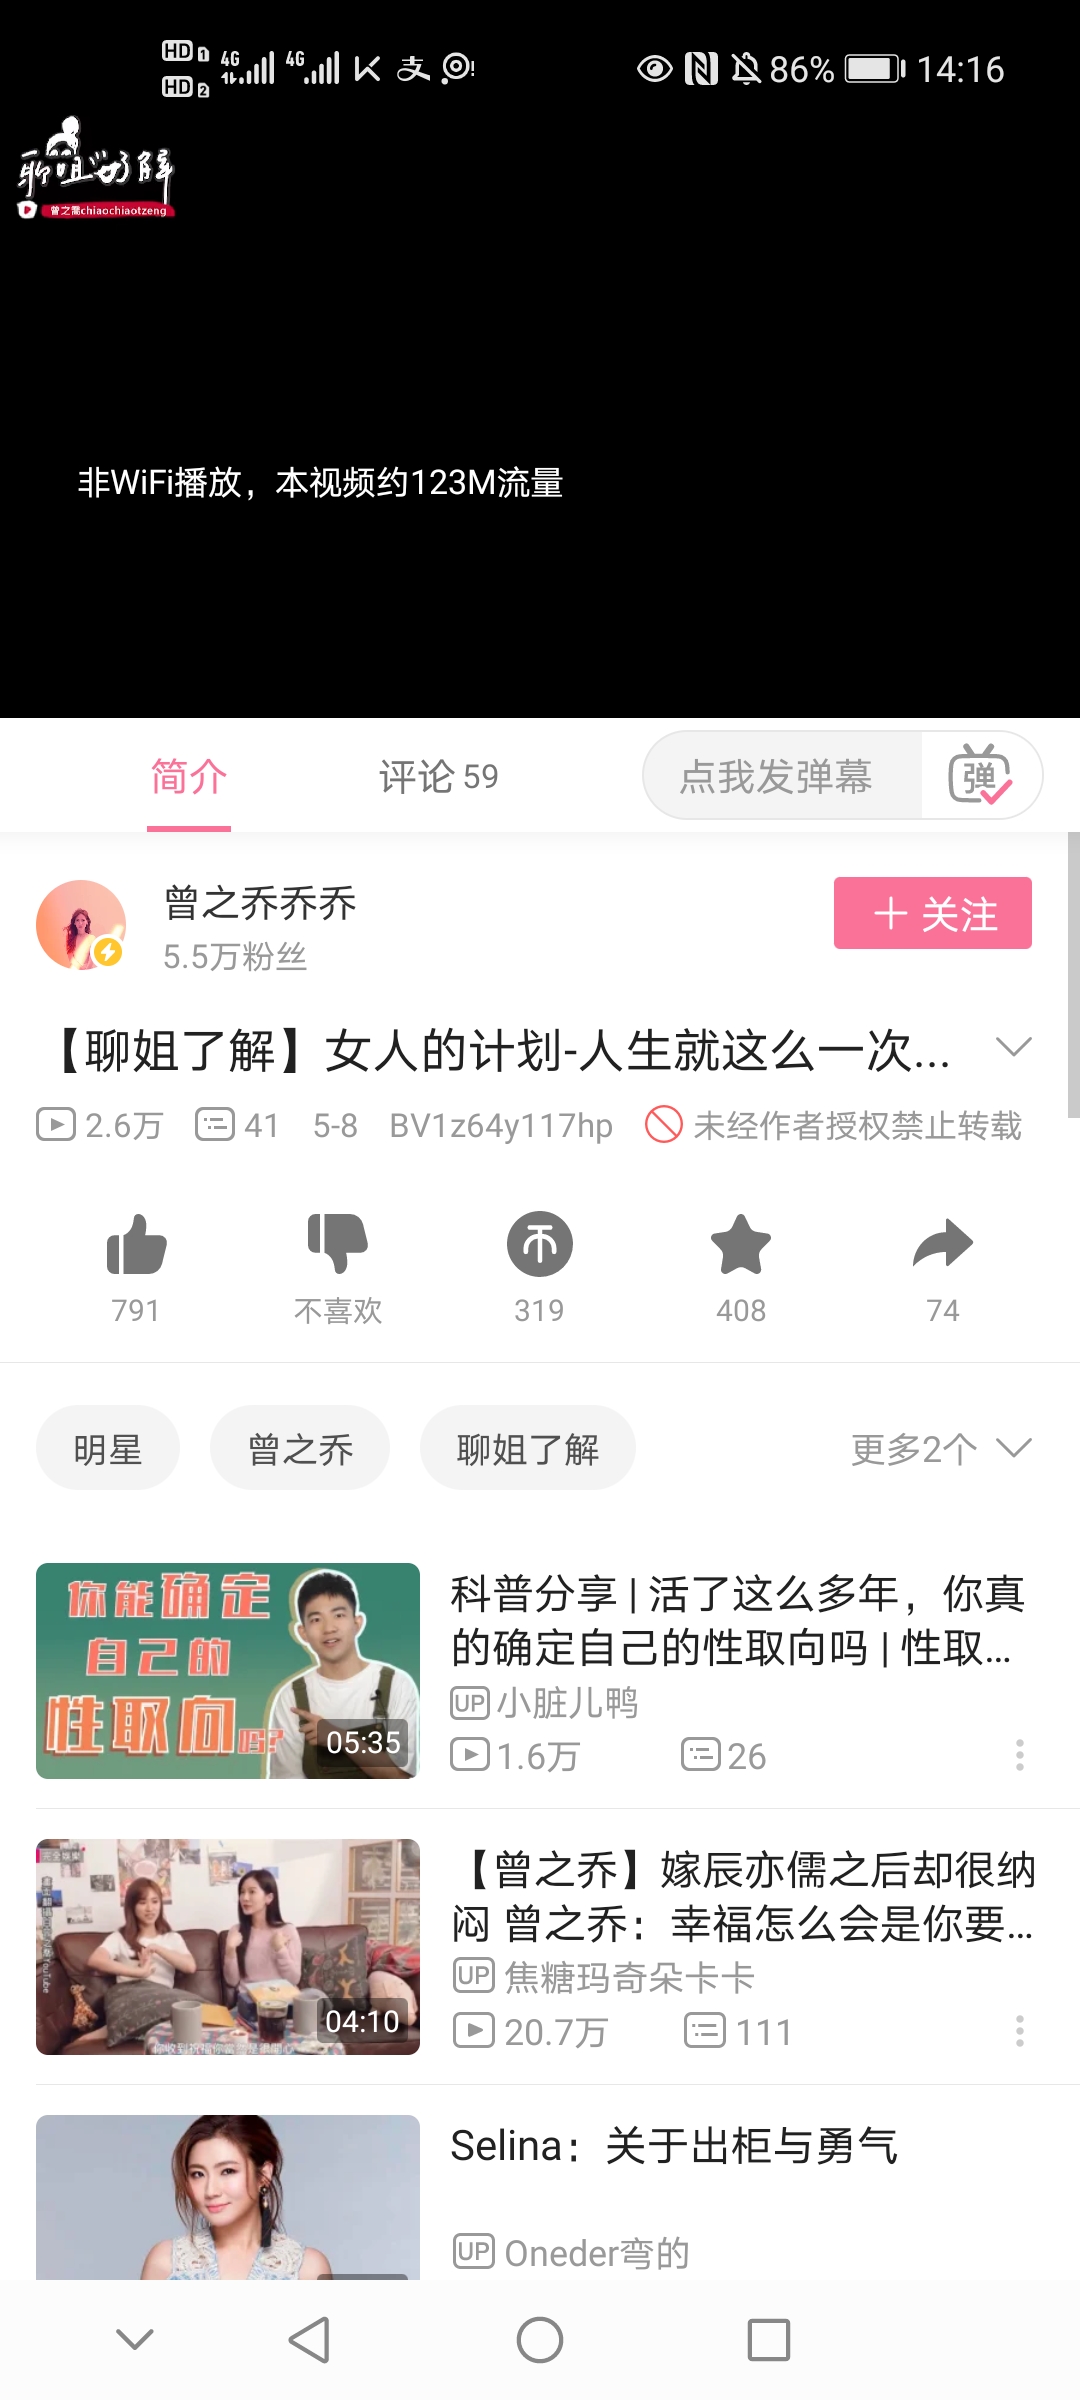 HD 1 4G 4G 86% 14:16
HD 2
聊姐了解
曾之喬chiaochiaotzeng
非WiFi播放，本视频约123M流量
简介 评论 59 点我发弹幕 弹
曾之乔乔乔
5.5万粉丝
＋关注
【聊姐了解】女人的计划-人生就这么一次...
2.6万 41 5-8 BV1z64y117hp 未经作者授权禁止转载
791 不喜欢 319 408 74
明星 曾之乔 聊姐了解 更多2个
你能确定
自己的
性取向吗?
05:35
科普分享 | 活了这么多年，你真
的确定自己的性取向吗 | 性取...
UP 小脏儿鸭
1.6万 26
完全娛樂
04:10
【曾之乔】嫁辰亦儒之后却很纳
闷 曾之乔：幸福怎么会是你要...
UP 焦糖玛奇朵卡卡
20.7万 111
Selina：关于出柜与勇气
UP Oneder弯的